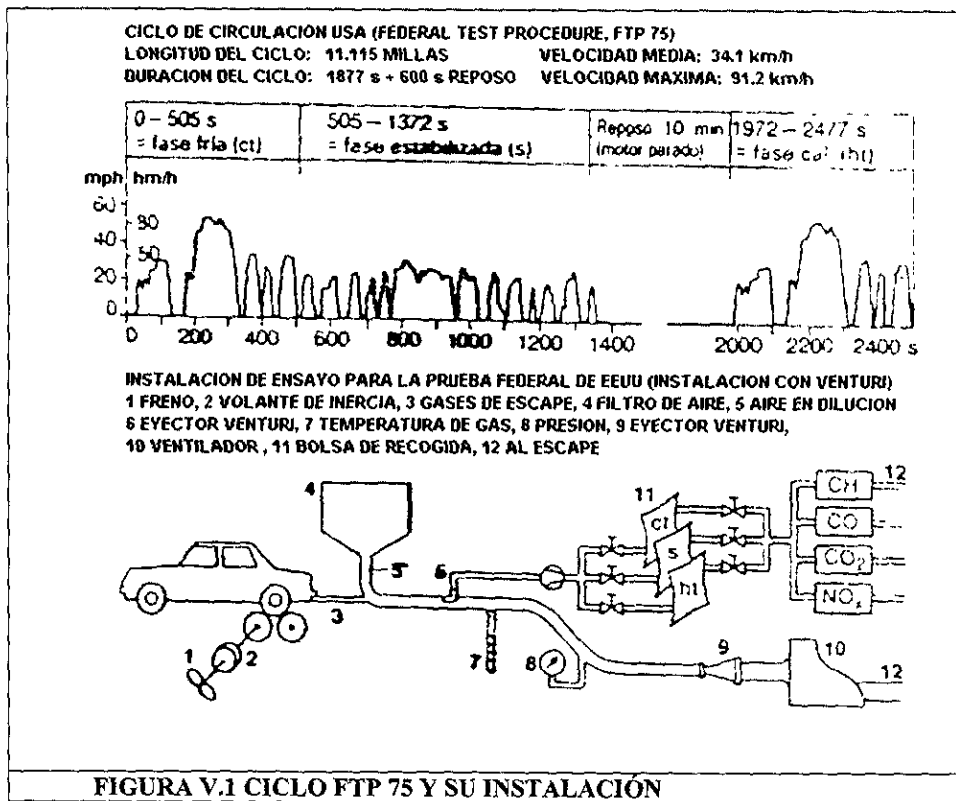 CICLO DE CIRCULACION USA (FEDERAL TEST PROCEDURE, FTP 75)
LONGITUD DEL CICLO: 11.115 MILLAS VELOCIDAD MEDIA: 34.1 km/h
DURACION DEL CICLO: 1877 s + 600 s REPOSO VELOCIDAD MAXIMA: 91.2 km/h
0 – 505 s
= fase fría (ct)
505 – 1372 s
= fase estabilizada (s)
Reposo 10 min
(motor parado)
1972 – 2477 s
= fase cal (ht)
mph km/h
60
40
20
0
80
50
0 200 400 600 800 1000 1200 1400 2000 2200 2400 s
INSTALACION DE ENSAYO PARA LA PRUEBA FEDERAL DE EEUU (INSTALACION CON VENTURI)
1 FRENO, 2 VOLANTE DE INERCIA, 3 GASES DE ESCAPE, 4 FILTRO DE AIRE, 5 AIRE EN DILUCION
6 EYECTOR VENTURI, 7 TEMPERATURA DE GAS, 8 PRESION, 9 EYECTOR VENTURI,
10 VENTILADOR , 11 BOLSA DE RECOGIDA, 12 AL ESCAPE
4
11
12
ct
s
ht
CH
CO
CO2
NOx
5
6
3
1
2
7
8
9
10
12
FIGURA V.1 CICLO FTP 75 Y SU INSTALACIÓN